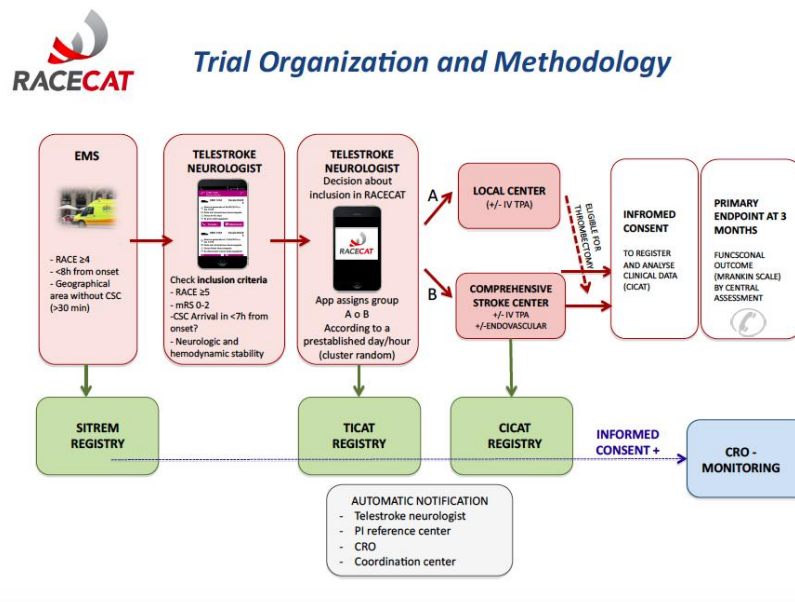 RACECAT
Trial Organization and Methodology
EMS
- RACE ≥4
- <8h from onset
- Geographical
area without CSC
(>30 min)
TELESTROKE
NEUROLOGIST
Check inclusion criteria
- RACE ≥5
- mRS 0-2
-CSC Arrival in <7h from
onset?
- Neurologic and
hemodynamic stability
TELESTROKE
NEUROLOGIST
Decision about
inclusion in RACECAT
RACECAT
App assigns group
A o B
According to a
prestablished day/hour
(cluster random)
A
B
LOCAL CENTER
(+/- IV TPA)
ELIGIBLE FOR
THROMBECTOMY
COMPREHENSIVE
STROKE CENTER
+/- IV TPA
+/-ENDOVASCULAR
INFROMED
CONSENT
TO REGISTER
AND ANALYSE
CLINICAL DATA
(CICAT)
PRIMARY
ENDPOINT AT 3
MONTHS
FUNCSCONAL
OUTCOME
(MRANKIN SCALE)
BY CENTRAL
ASSESSMENT
SITREM
REGISTRY
TICAT
REGISTRY
CICAT
REGISTRY
INFORMED
CONSENT +
CRO -
MONITORING
AUTOMATIC NOTIFICATION
- Telestroke neurologist
- PI reference center
- CRO
- Coordination center